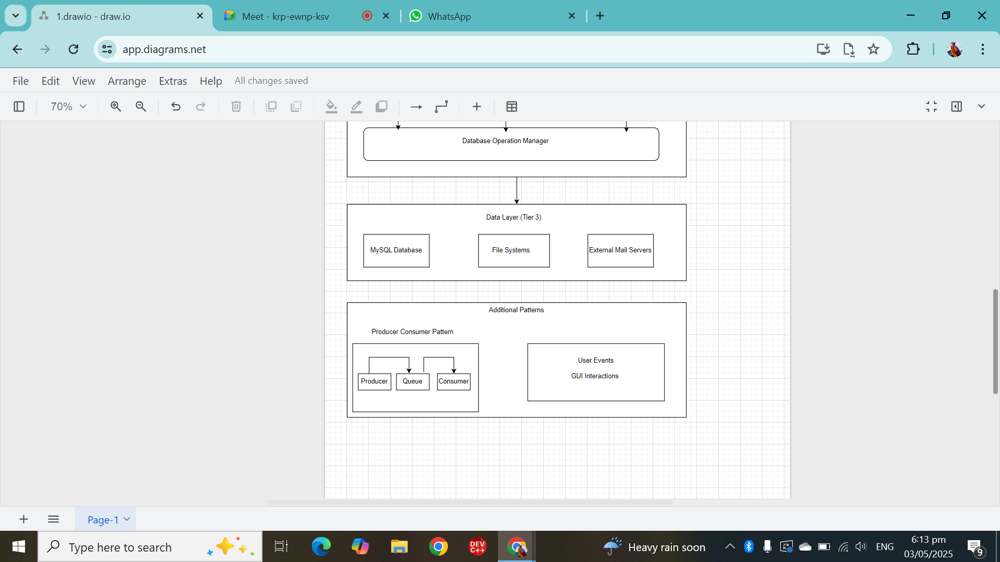 1.drawio - draw.io
Meet - krp-ewnp-ksv
WhatsApp
app.diagrams.net
File Edit View Arrange Extras Help All changes saved
70%
Database Operation Manager
Data Layer (Tier 3)
MySQL Database
File Systems
External Mail Servers
Additional Patterns
Producer Consumer Pattern
Producer
Queue
Consumer
User Events
GUI Interactions
Page-1
Type here to search
DEV
C++
Heavy rain soon
ENG
6:13 pm
03/05/2025
9